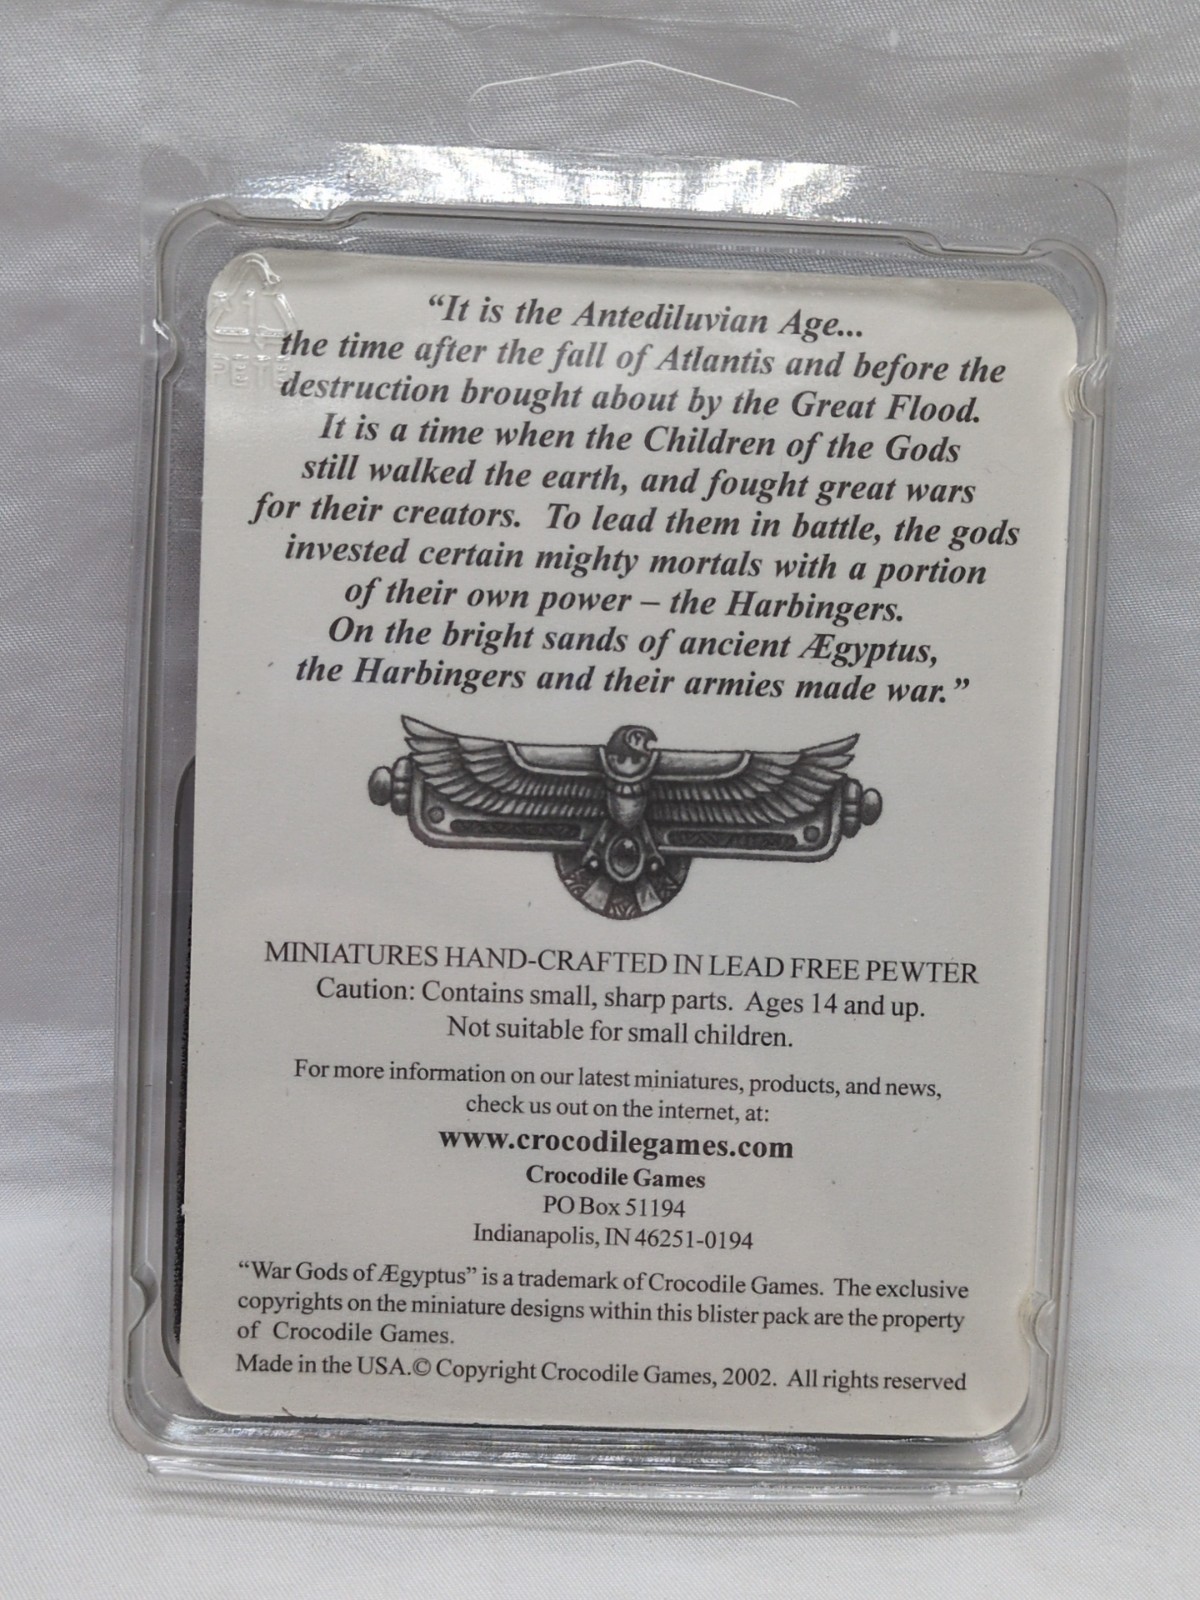 “It is the Antediluvian Age...
the time after the fall of Atlantis and before the
destruction brought about by the Great Flood.
It is a time when the Children of the Gods
still walked the earth, and fought great wars
for their creators.  To lead them in battle, the gods
invested certain mighty mortals with a portion
of their own power – the Harbingers.
On the bright sands of ancient Ægyptus,
the Harbingers and their armies made war.”
MINIATURES HAND-CRAFTED IN LEAD FREE PEWTER
Caution: Contains small, sharp parts.  Ages 14 and up.
Not suitable for small children.
For more information on our latest miniatures, products, and news,
check us out on the internet, at:
www.crocodilegames.com
Crocodile Games
PO Box 51194
Indianapolis, IN 46251-0194
“War Gods of Ægyptus” is a trademark of Crocodile Games.  The exclusive
copyrights on the miniature designs within this blister pack are the property
of  Crocodile Games.
Made in the USA.© Copyright Crocodile Games, 2002.  All rights reserved
1
PETE